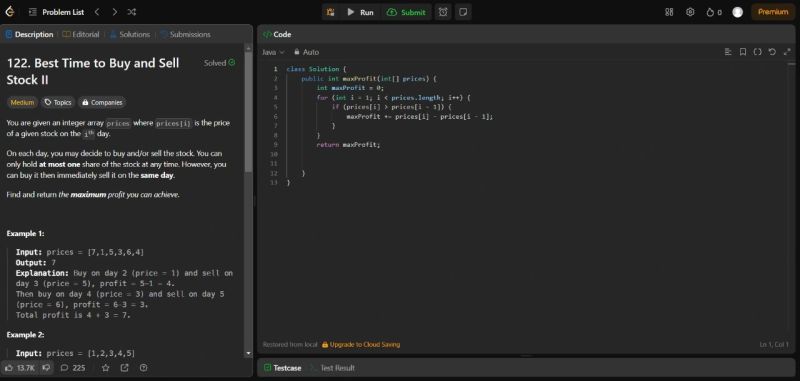 Problem List
Run
Submit
0
Premium
Description
Editorial
Solutions
Submissions
122. Best Time to Buy and Sell
Stock II
Solved
Medium
Topics
Companies
You are given an integer array prices where prices[i] is the price
of a given stock on the ith day.
On each day, you may decide to buy and/or sell the stock. You can
only hold at most one share of the stock at any time. However, you
can buy it then immediately sell it on the same day.
Find and return the maximum profit you can achieve.
Example 1:
Input: prices = [7,1,5,3,6,4]
Output: 7
Explanation: Buy on day 2 (price = 1) and sell on
day 3 (price = 5), profit = 5-1 = 4.
Then buy on day 4 (price = 3) and sell on day 5
(price = 6), profit = 6-3 = 3.
Total profit is 4 + 3 = 7.
Example 2:
Input: prices = [1,2,3,4,5]
13.7K
225
</> Code
Java
Auto
1 class Solution {
2 public int maxProfit(int[] prices) {
3 int maxProfit = 0;
4 for (int i = 1; i < prices.length; i++) {
5 if (prices[i] > prices[i - 1]) {
6 maxProfit += prices[i] - prices[i - 1];
7 }
8 }
9 return maxProfit;
10
11
12 }
13 }
Restored from local
Upgrade to Cloud Saving
Ln 1, Col 1
Testcase
Test Result